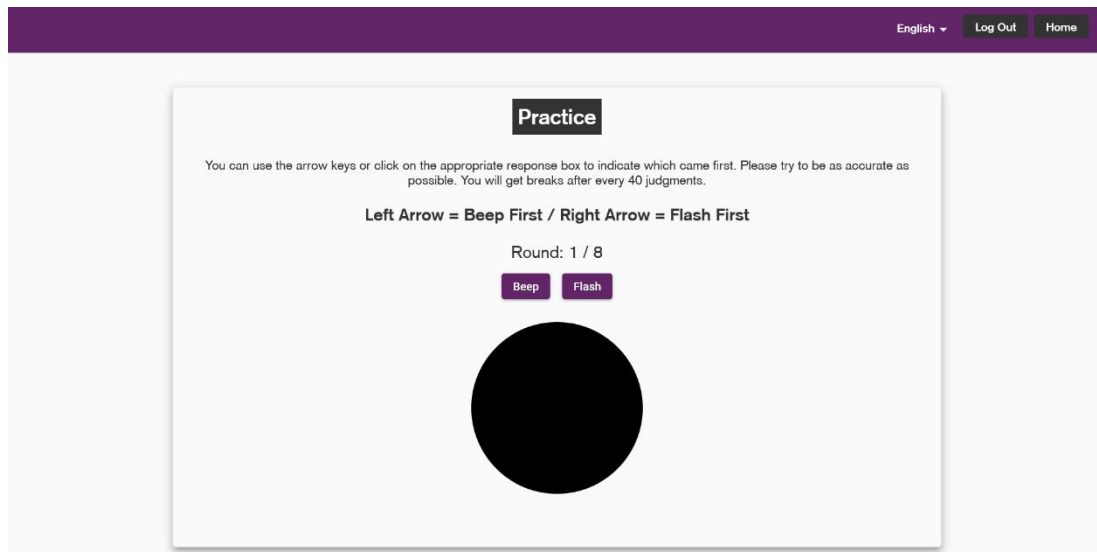 English
Log Out
Home
Practice
You can use the arrow keys or click on the appropriate response box to indicate which came first. Please try to be as accurate as
possible. You will get breaks after every 40 judgments.
Left Arrow = Beep First / Right Arrow = Flash First
Round: 1 / 8
Beep
Flash